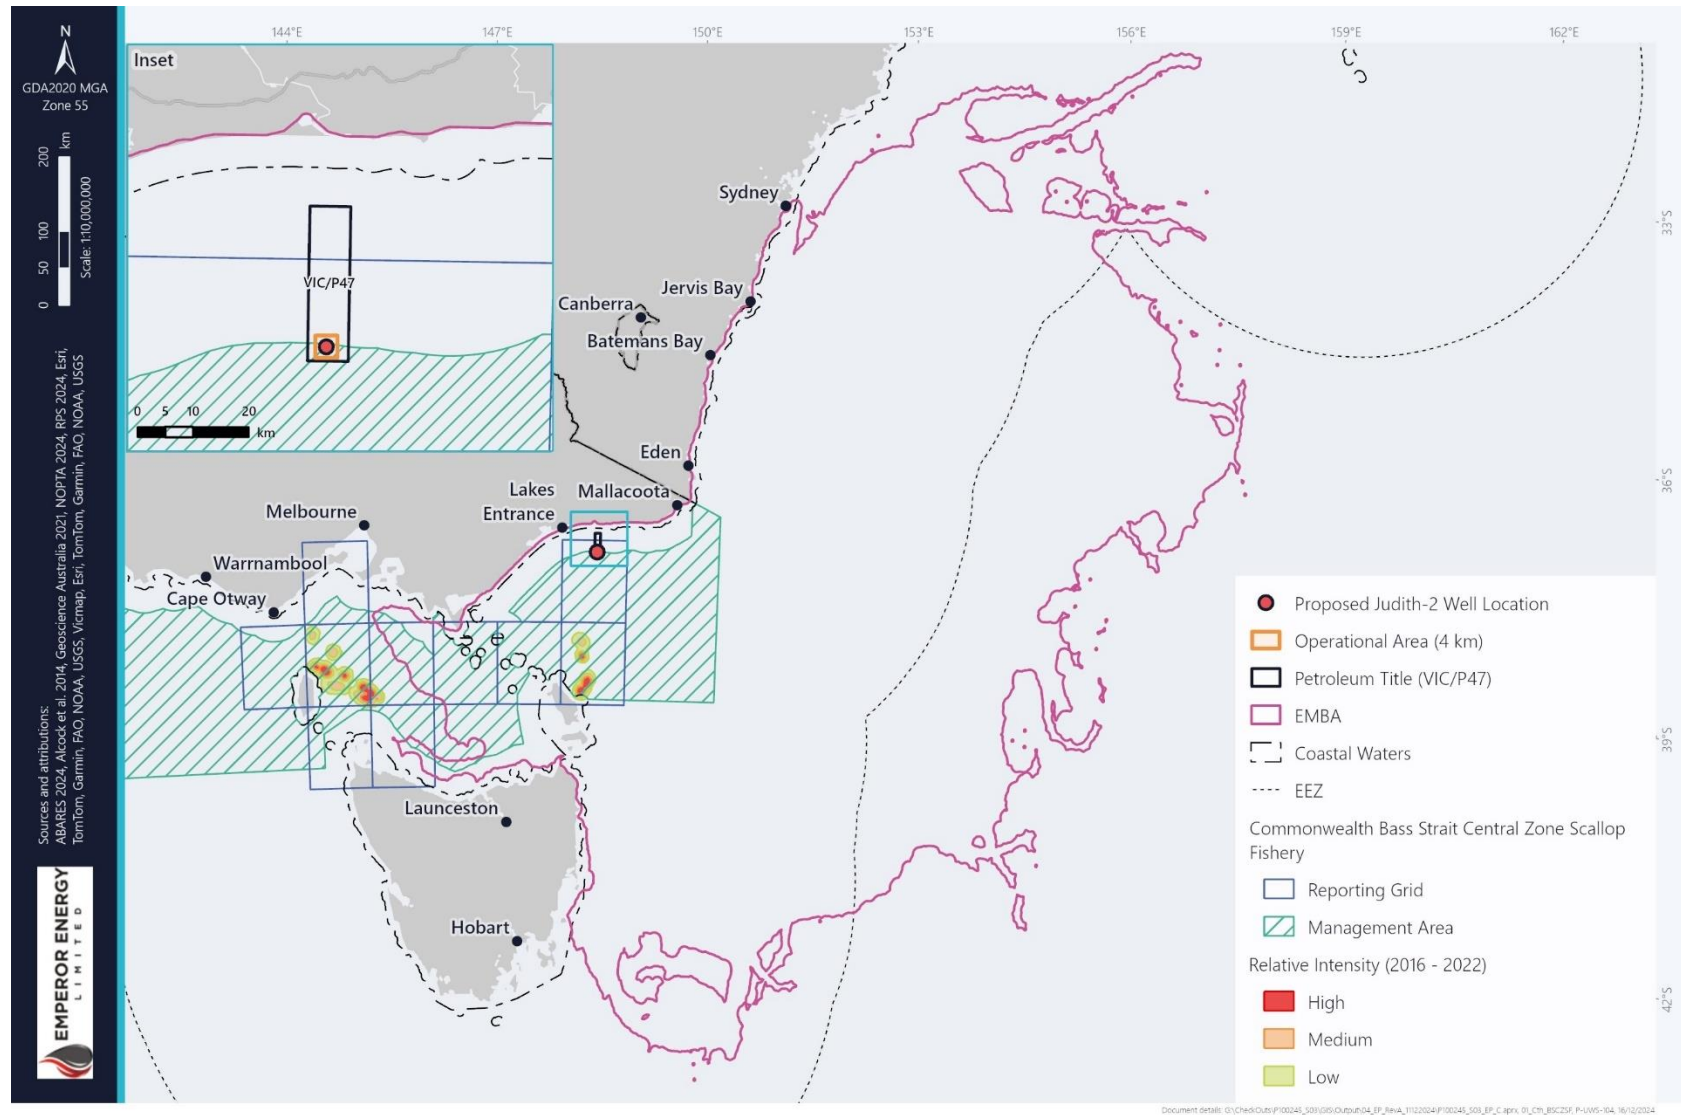 144°E
147°E
150°E
153°E
156°E
159°E
162°E
N
GDA2020 MGA
Zone 55
200
100
50
0
km
Scale: 1:10,000,000
Sources and attributions:
ABARES 2024, Alcock et al. 2014, Geoscience Australia 2021, NOPTA 2024, RPS 2024, Esri,
TomTom, Garmin, FAO, NOAA, USGS, Vicmap, Esri, TomTom, Garmin, FAO, NOAA, USGS
EMPEROR ENERGY
LIMITED
Inset
VIC/P47
0 5 10 20
km
Sydney
Jervis Bay
Canberra
Batemans Bay
Eden
Mallacoota
Lakes
Entrance
Melbourne
Warrnambool
Cape Otway
Launceston
Hobart
33°S
36°S
39°S
42°S
Proposed Judith-2 Well Location
Operational Area (4 km)
Petroleum Title (VIC/P47)
EMBA
Coastal Waters
EEZ
Commonwealth Bass Strait Central Zone Scallop
Fishery
Reporting Grid
Management Area
Relative Intensity (2016 - 2022)
High
Medium
Low